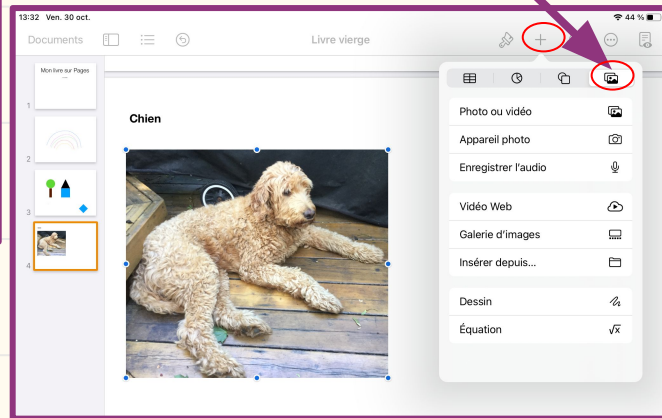 13:32 Ven. 30 oct.
44 %
Documents
Livre vierge
Mon livre sur Pages
1
2
3
4
Chien
Photo ou vidéo
Appareil photo
Enregistrer l'audio
Vidéo Web
Galerie d'images
Insérer depuis...
Dessin
Équation
√x